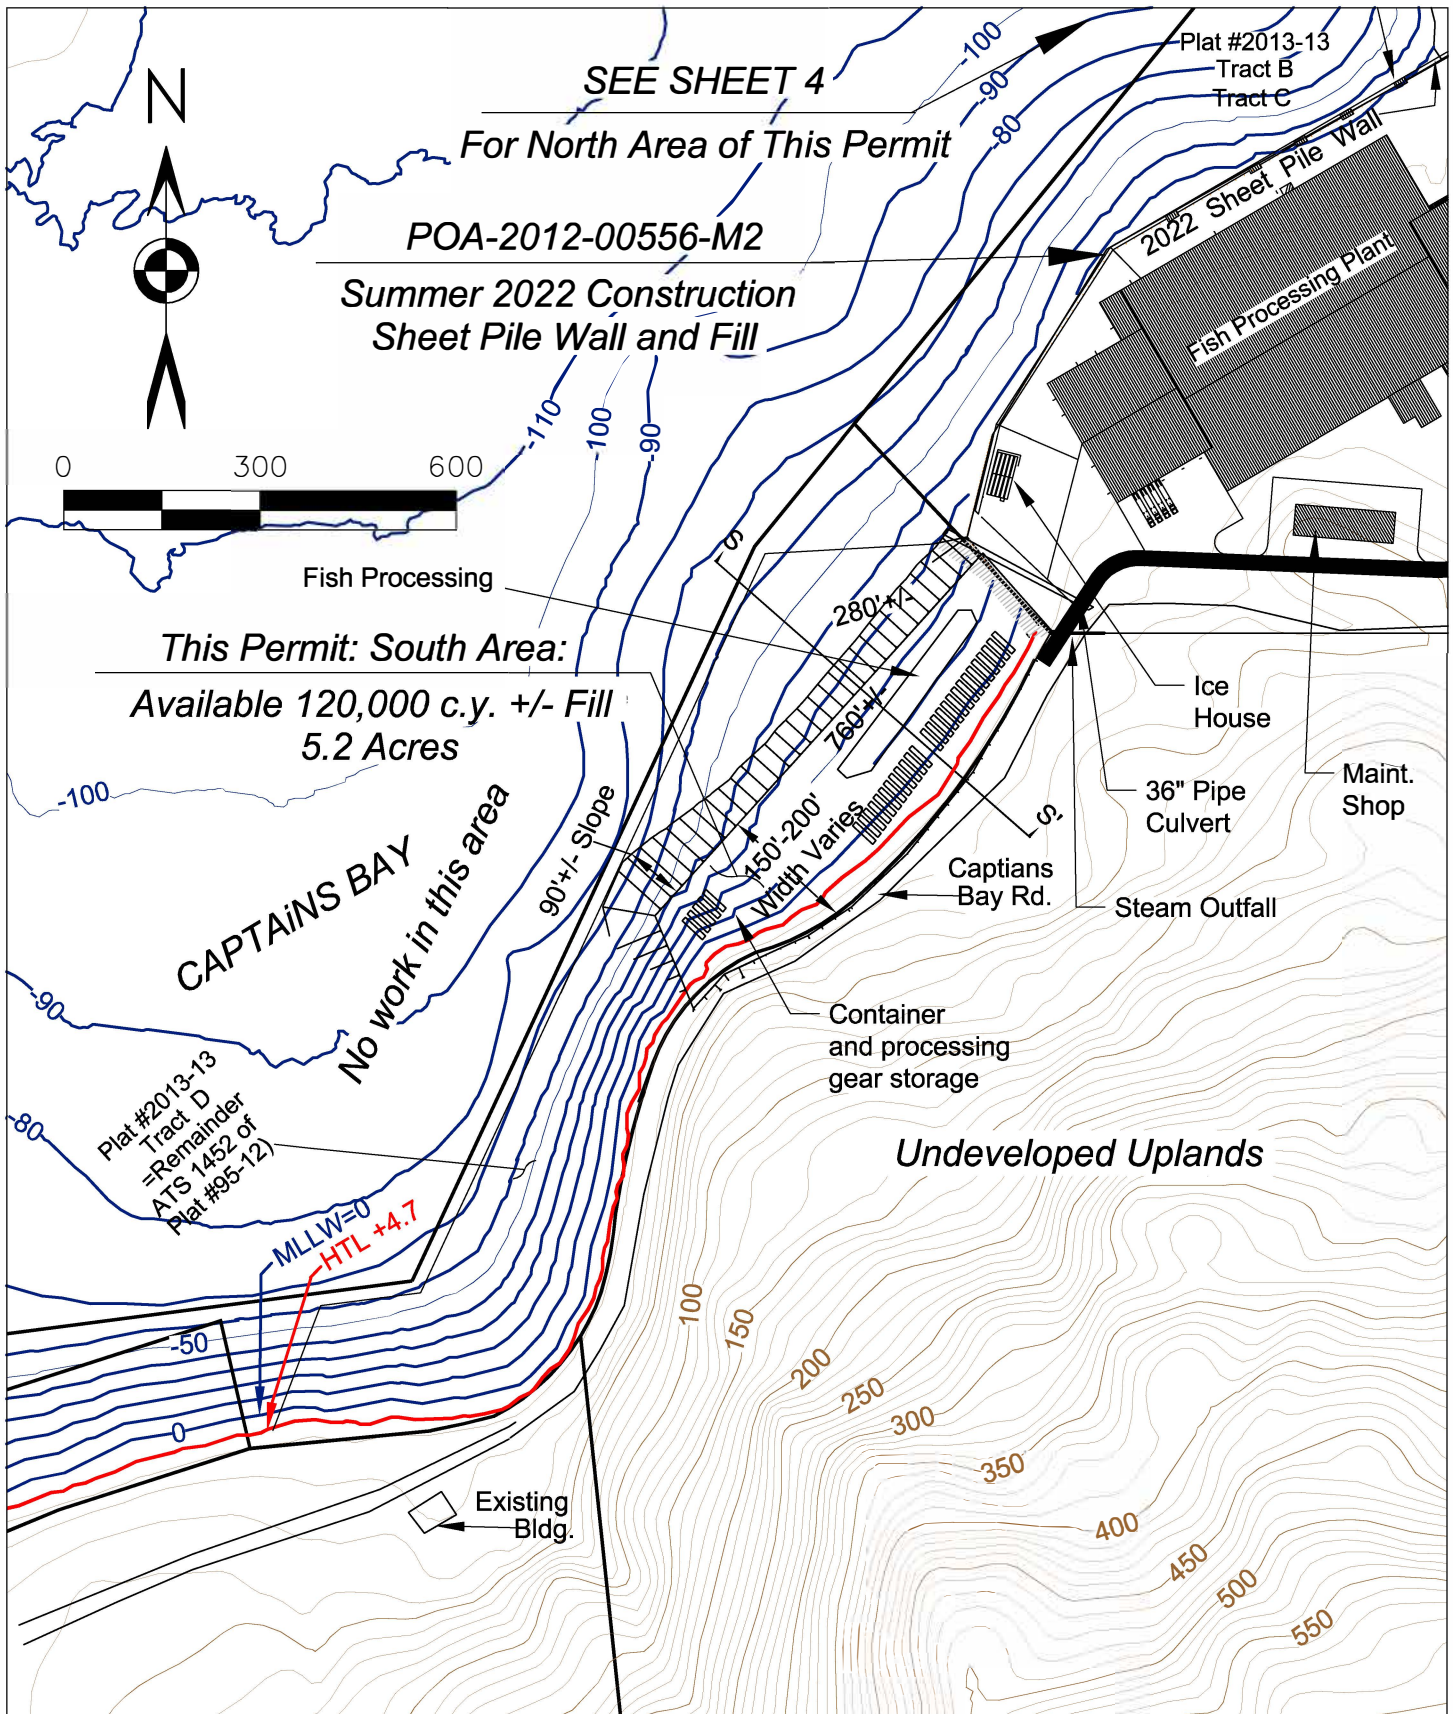 -100
-90
-80
Plat #2013-13
Tract B
Tract C
N
SEE SHEET 4
For North Area of This Permit
2022 Sheet Pile Wall
POA-2012-00556-M2
Summer 2022 Construction
Sheet Pile Wall and Fill
Fish Processing Plant
-110
100
-90
0 300 600
S
Fish Processing
280'+/-
This Permit: South Area:
Available 120,000 c.y. +/- Fill
5.2 Acres
760'+/-
Ice
House
Maint.
Shop
36" Pipe
Culvert
-100
90'+/- Slope
150'-200'
Width Varies
S'
Captians
Bay Rd.
Steam Outfall
CAPTAiNS BAY
No work in this area
-90
Container
and processing
gear storage
-80
Plat #2013-13
Tract D
=Remainder
ATS 1452 of
Plat #95-12)
Undeveloped Uplands
MLLW=0
HTL +4.7
-50
0
100
150
200
250
300
350
400
450
500
550
Existing
Bldg.